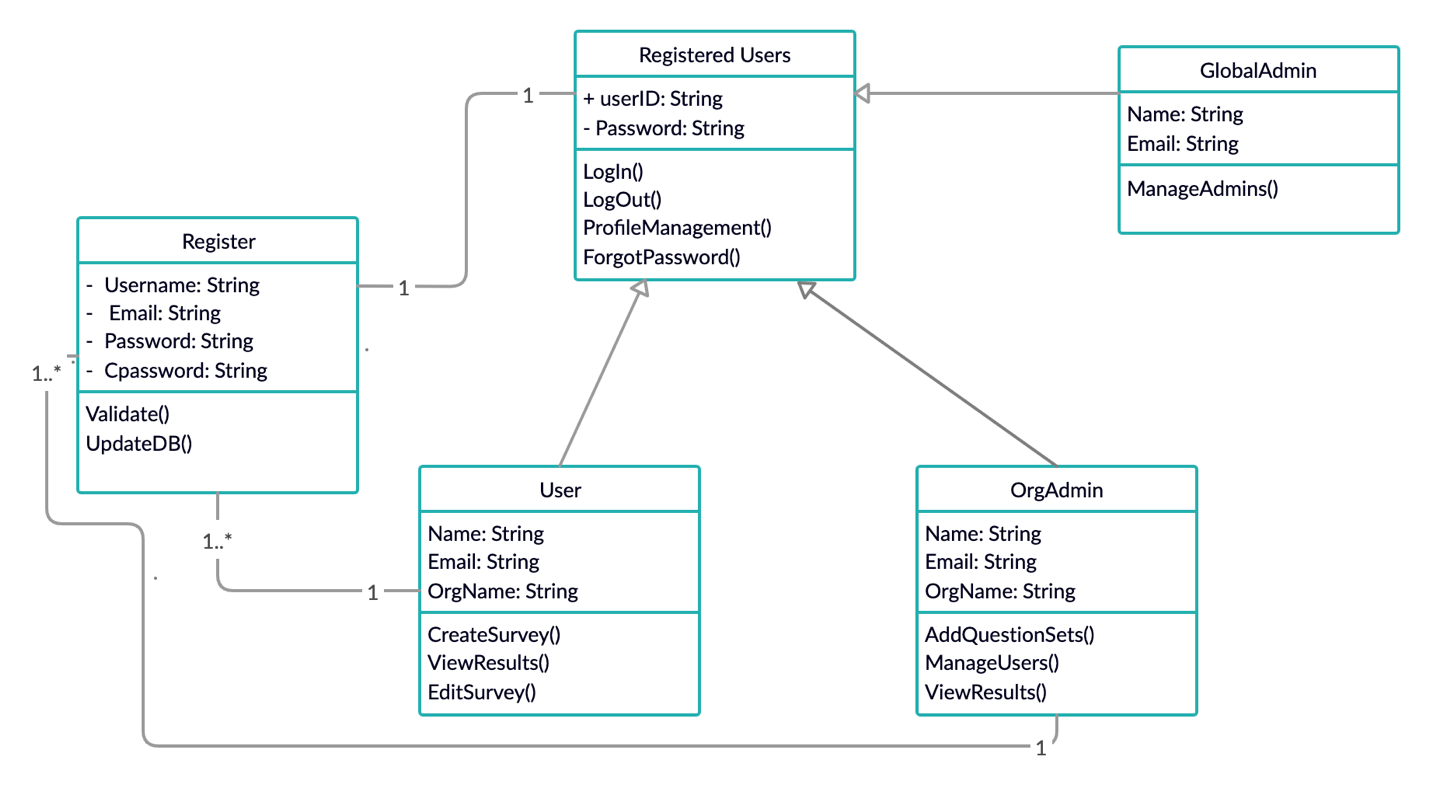 Registered Users
+ userID: String
- Password: String
LogIn()
LogOut()
ProfileManagement()
ForgotPassword()
GlobalAdmin
Name: String
Email: String
ManageAdmins()
1
1
Register
- Username: String
- Email: String
- Password: String
- Cpassword: String
Validate()
UpdateDB()
1..*
1..*
1
User
Name: String
Email: String
OrgName: String
CreateSurvey()
ViewResults()
EditSurvey()
OrgAdmin
Name: String
Email: String
OrgName: String
AddQuestionSets()
ManageUsers()
ViewResults()
1